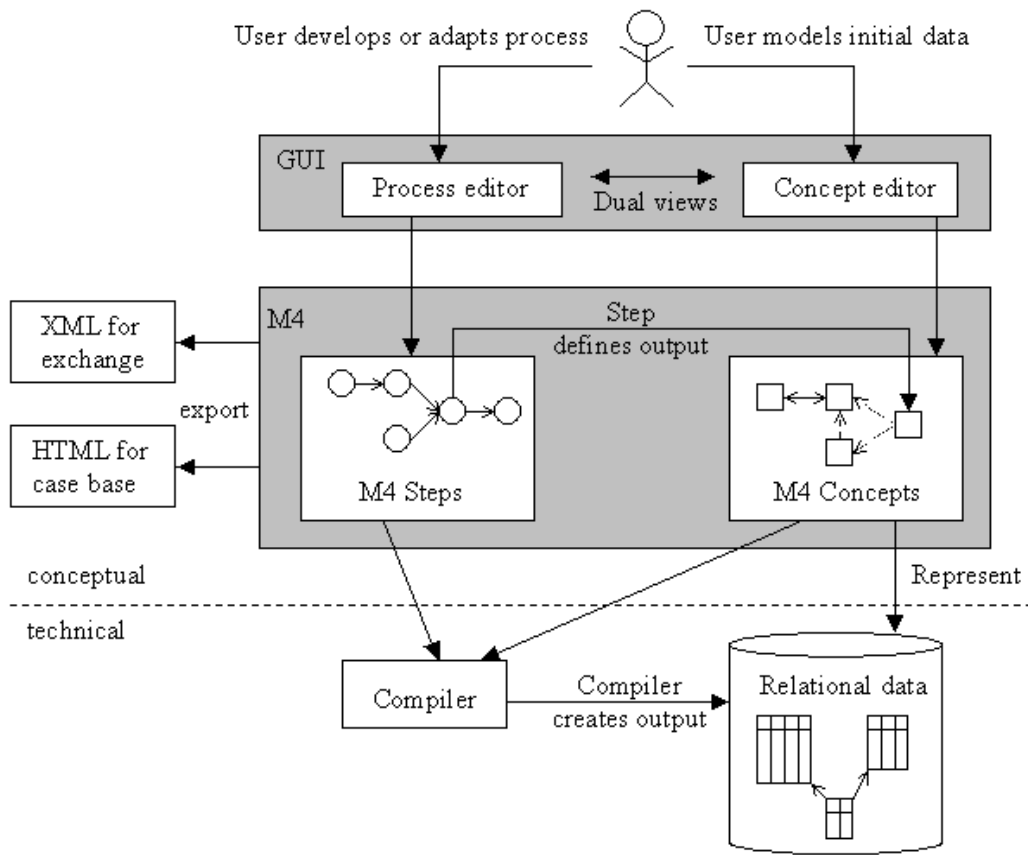 User develops or adapts process
User models initial data
GUI
Process editor
Dual views
Concept editor
XML for
exchange
export
HTML for
case base
M4
Step
defines output
M4 Steps
M4 Concepts
conceptual
Represent
technical
Compiler
Compiler
creates output
Relational data